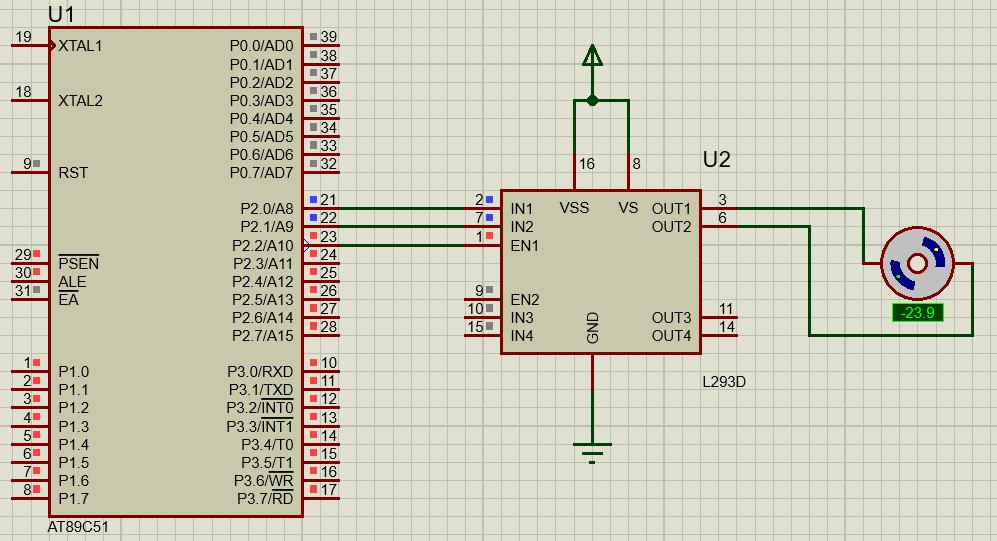 U1
19 XTAL1 P0.0/AD0 39
P0.1/AD1 38
P0.2/AD2 37
18 XTAL2 P0.3/AD3 36
P0.4/AD4 35
P0.5/AD5 34
P0.6/AD6 33
9 RST P0.7/AD7 32
P2.0/A8 21
P2.1/A9 22
P2.2/A10 23
29 PSEN P2.3/A11 24
30 ALE P2.4/A12 25
31 EA P2.5/A13 26
P2.6/A14 27
P2.7/A15 28
1 P1.0 P3.0/RXD 10
2 P1.1 P3.1/TXD 11
3 P1.2 P3.2/INT0 12
4 P1.3 P3.3/INT1 13
5 P1.4 P3.4/T0 14
6 P1.5 P3.5/T1 15
7 P1.6 P3.6/WR 16
8 P1.7 P3.7/RD 17
AT89C51
U2
16 8
VSS VS
2 IN1 OUT1 3
7 IN2 OUT2 6
1 EN1
9 EN2
10 IN3 OUT3 11
15 IN4 OUT4 14
GND
L293D
-23.9